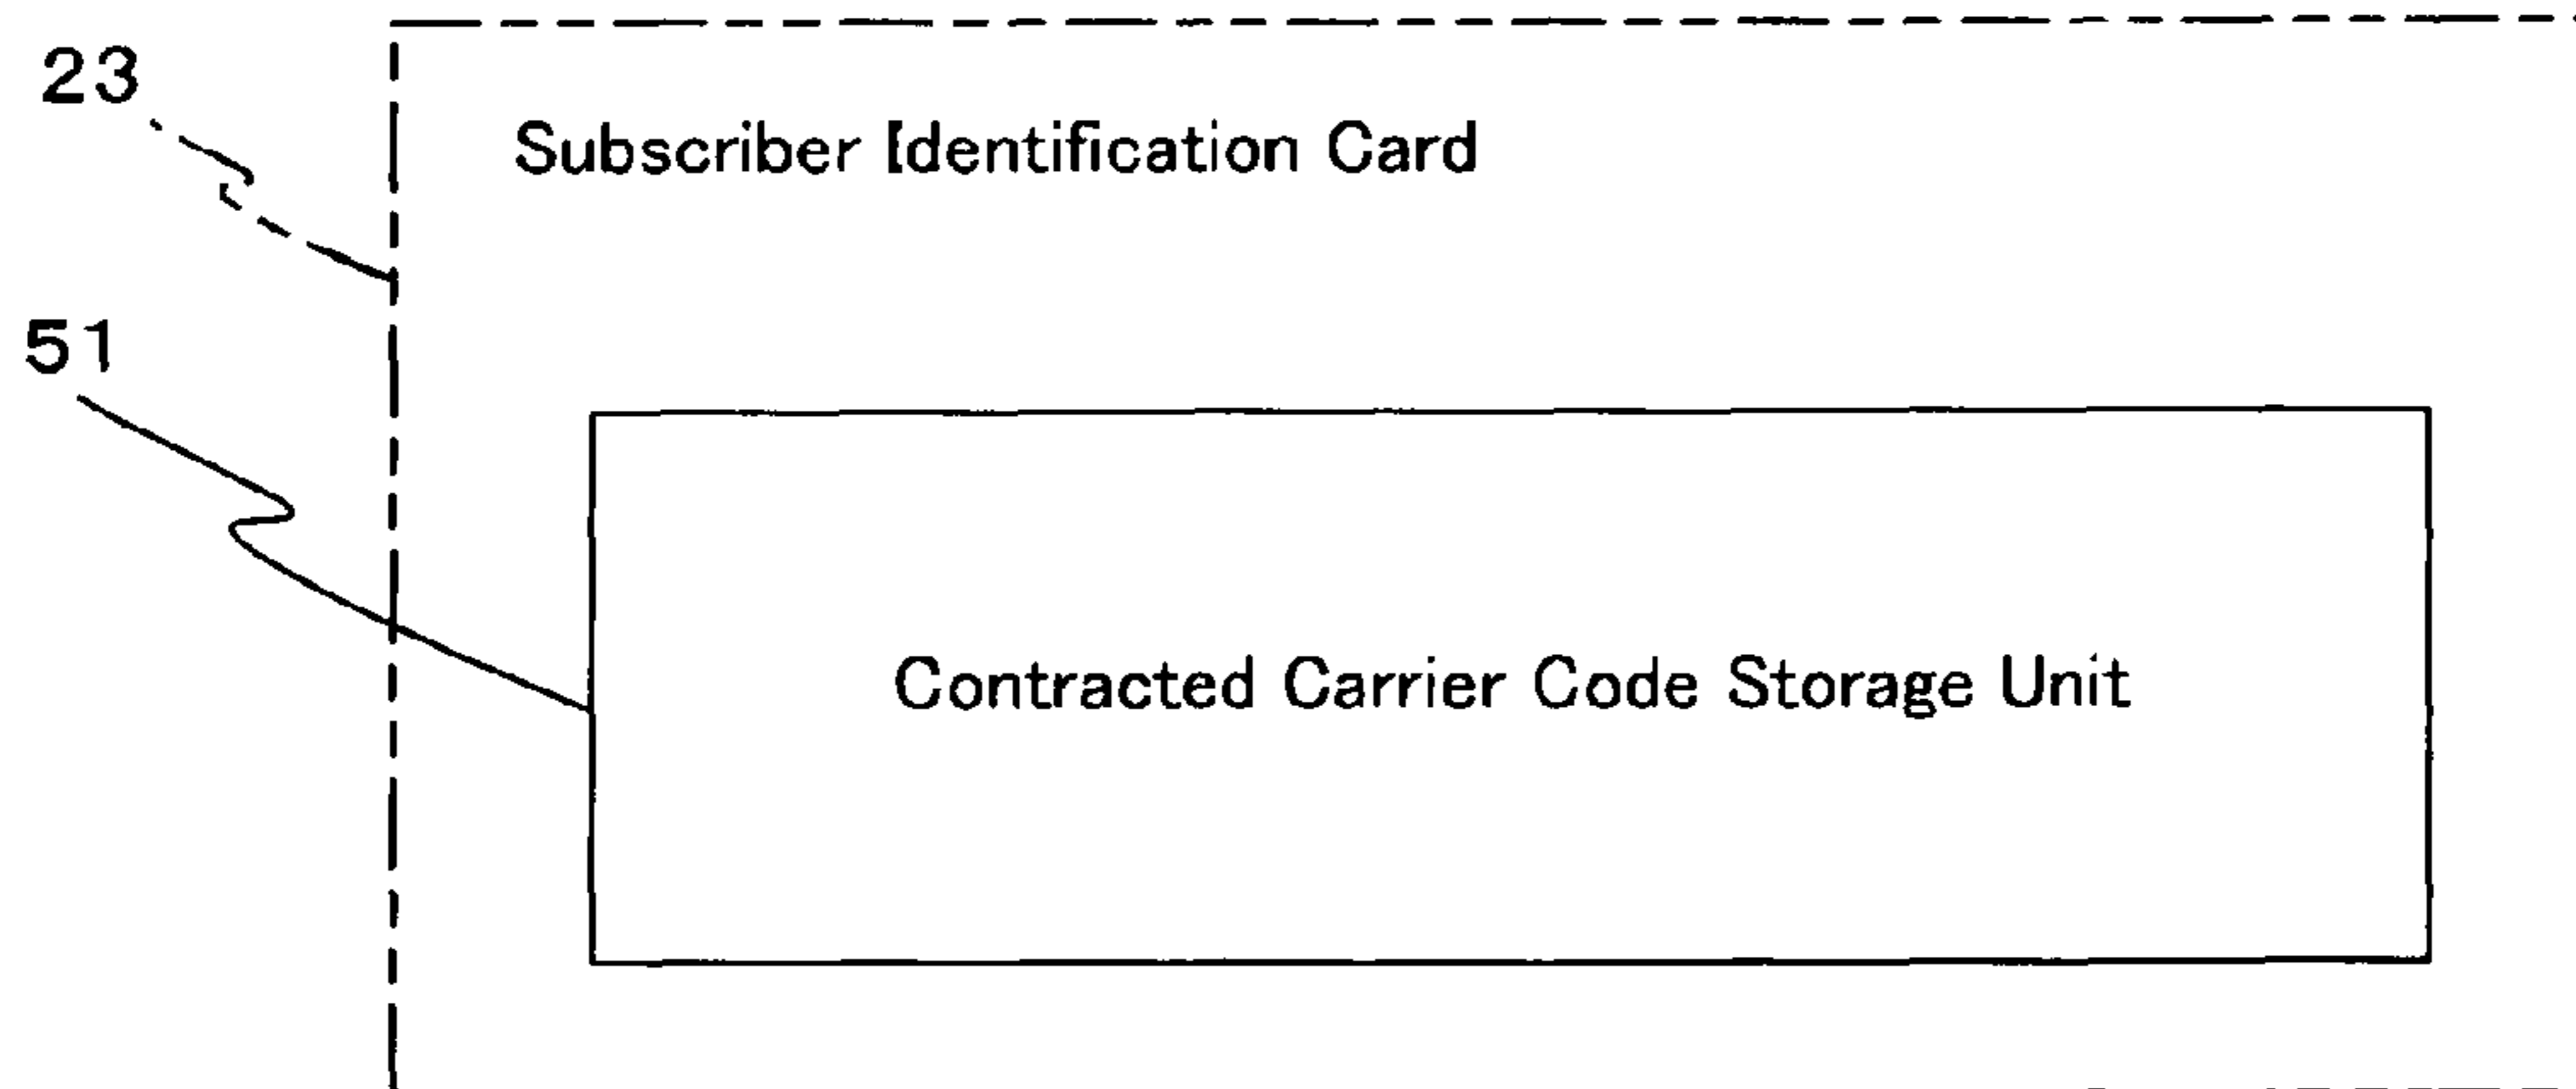 23
Subscriber Identification Card
51
Contracted Carrier Code Storage Unit